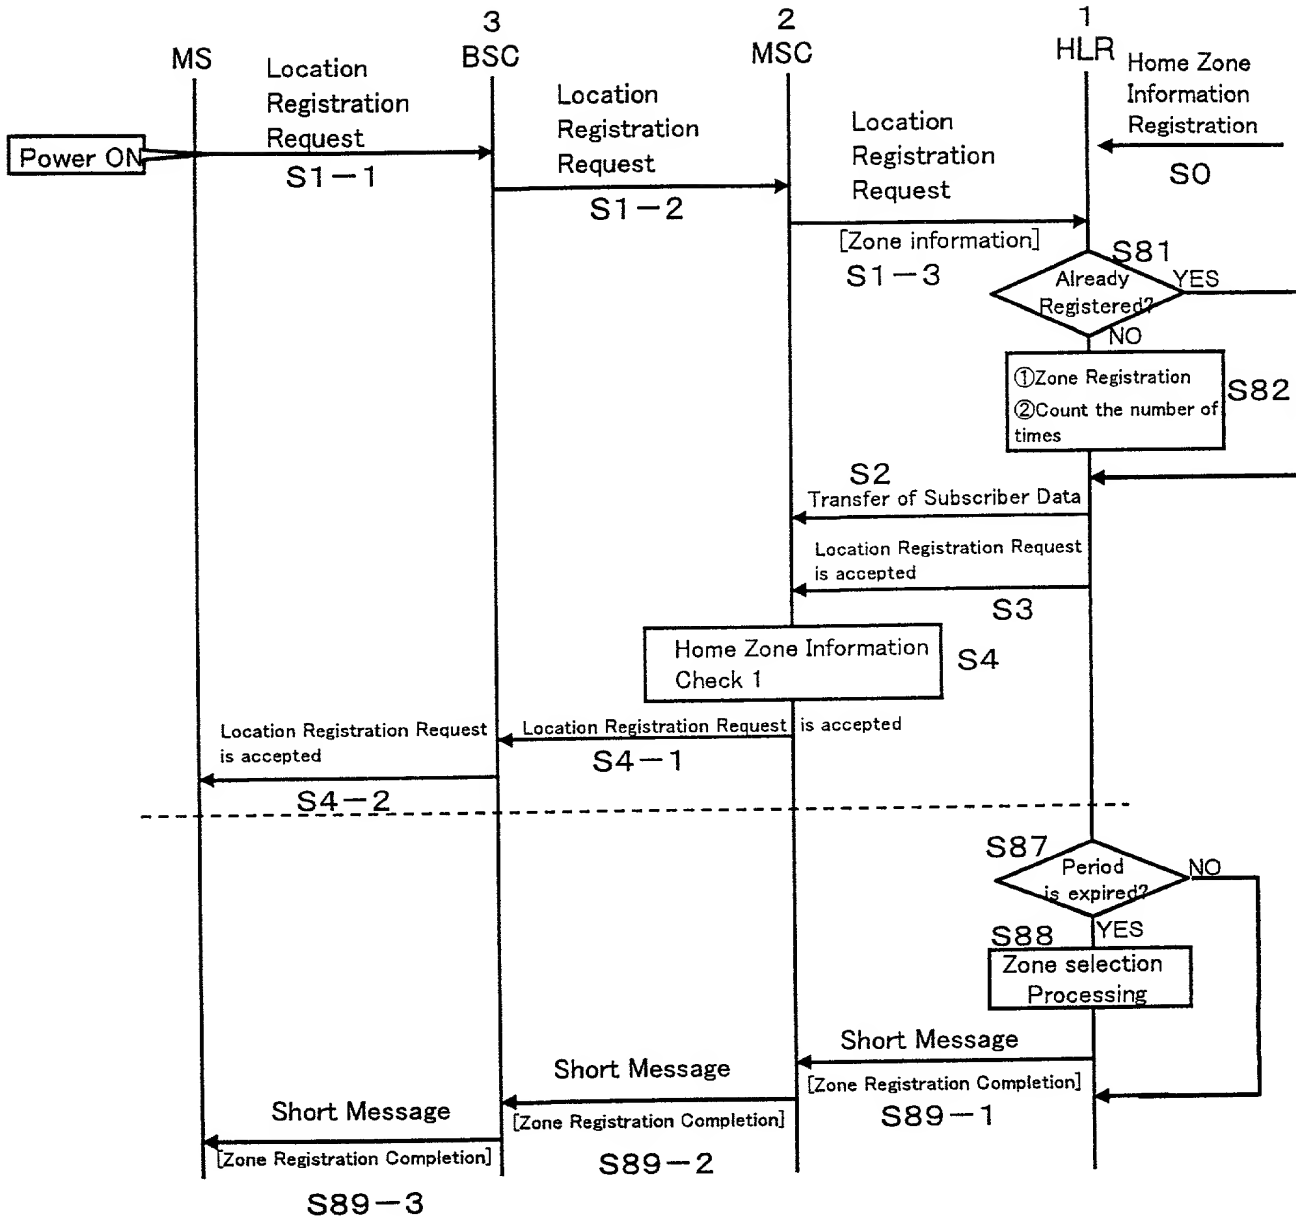 3
2
1
MS
BSC
MSC
HLR
Home Zone
Information
Registration
S0
Power ON
Location
Registration
Request
S1-1
Location
Registration
Request
S1-2
Location
Registration
Request
[Zone information]
S1-3
S81
Already
Registered?
YES
NO
①Zone Registration
②Count the number of
times
S82
S2
Transfer of Subscriber Data
Location Registration Request
is accepted
S3
Home Zone Information
Check 1
S4
Location Registration Request is accepted
S4-1
Location Registration Request
is accepted
S4-2
S87
Period
is expired?
NO
YES
S88
Zone selection
Processing
Short Message
[Zone Registration Completion]
S89-1
Short Message
[Zone Registration Completion]
S89-2
Short Message
[Zone Registration Completion]
S89-3